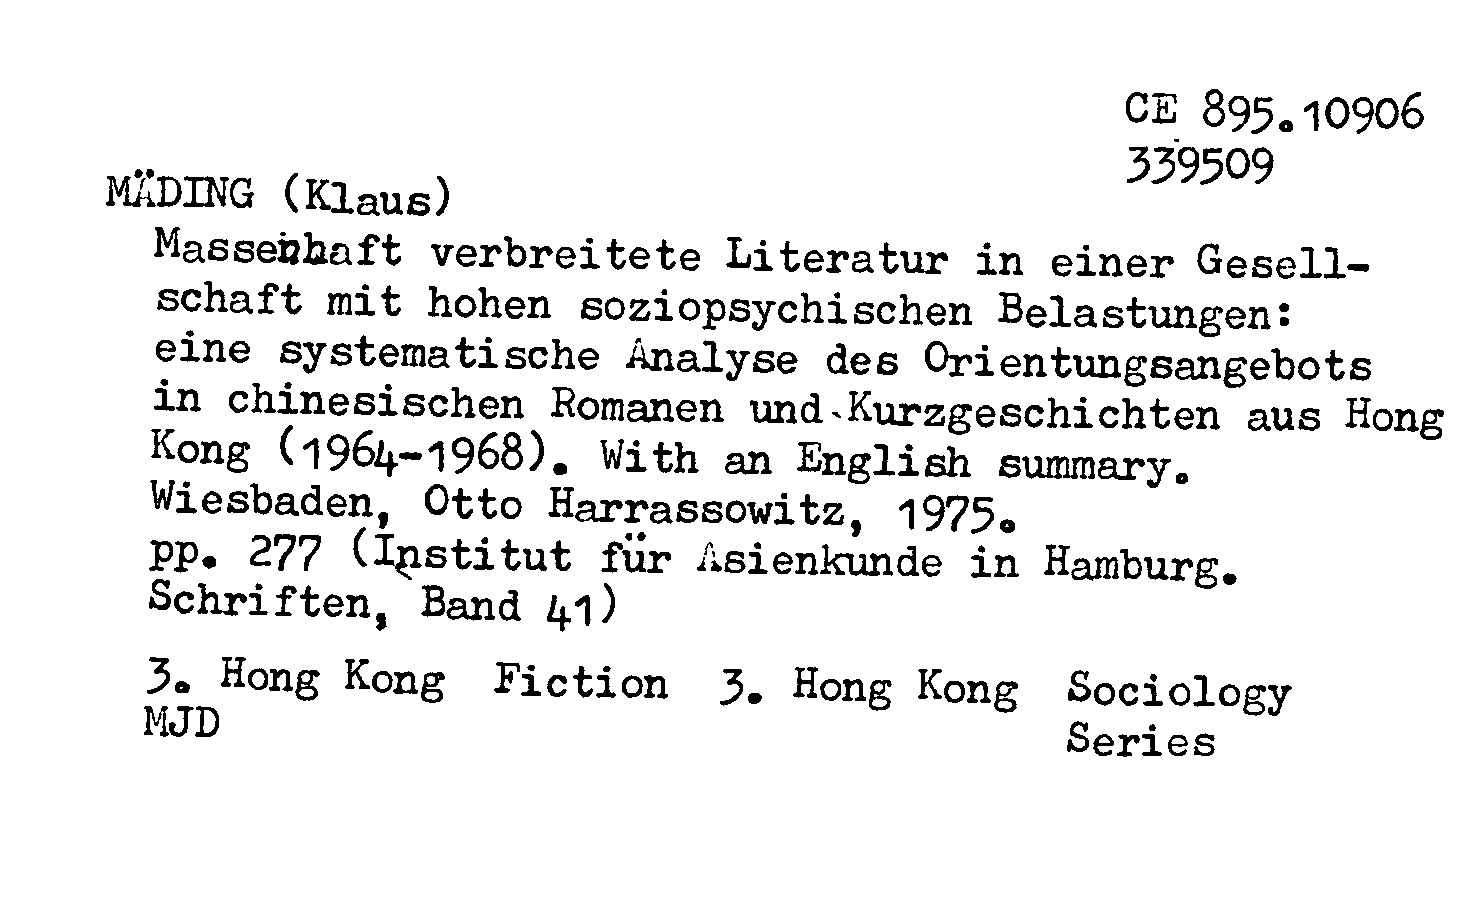 CE 895.10906
339509
MÄDING (Klaus)
Massenhaft verbreitete Literatur in einer Gesell-
schaft mit hohen soziopsychischen Belastungen:
eine systematische Analyse des Orientungsangebots
in chinesischen Romanen und Kurzgeschichten aus Hong
Kong (1964-1968). With an English summary.
Wiesbaden, Otto Harrassowitz, 1975.
pp. 277 (Institut für Asienkunde in Hamburg.
Schriften, Band 41)
3. Hong Kong Fiction 3. Hong Kong Sociology
MJD Series